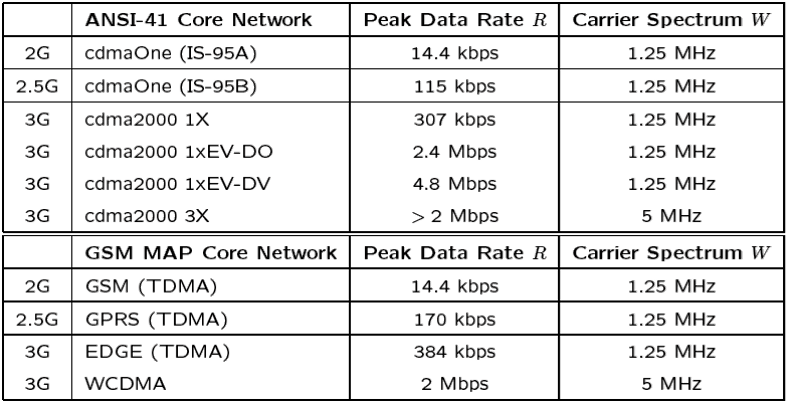 ANSI-41 Core Network Peak Data Rate R Carrier Spectrum W
2G cdmaOne (IS-95A) 14.4 kbps 1.25 MHz
2.5G cdmaOne (IS-95B) 115 kbps 1.25 MHz
3G cdma2000 1X 307 kbps 1.25 MHz
3G cdma2000 1xEV-DO 2.4 Mbps 1.25 MHz
3G cdma2000 1xEV-DV 4.8 Mbps 1.25 MHz
3G cdma2000 3X > 2 Mbps 5 MHz
GSM MAP Core Network Peak Data Rate R Carrier Spectrum W
2G GSM (TDMA) 14.4 kbps 1.25 MHz
2.5G GPRS (TDMA) 170 kbps 1.25 MHz
3G EDGE (TDMA) 384 kbps 1.25 MHz
3G WCDMA 2 Mbps 5 MHz